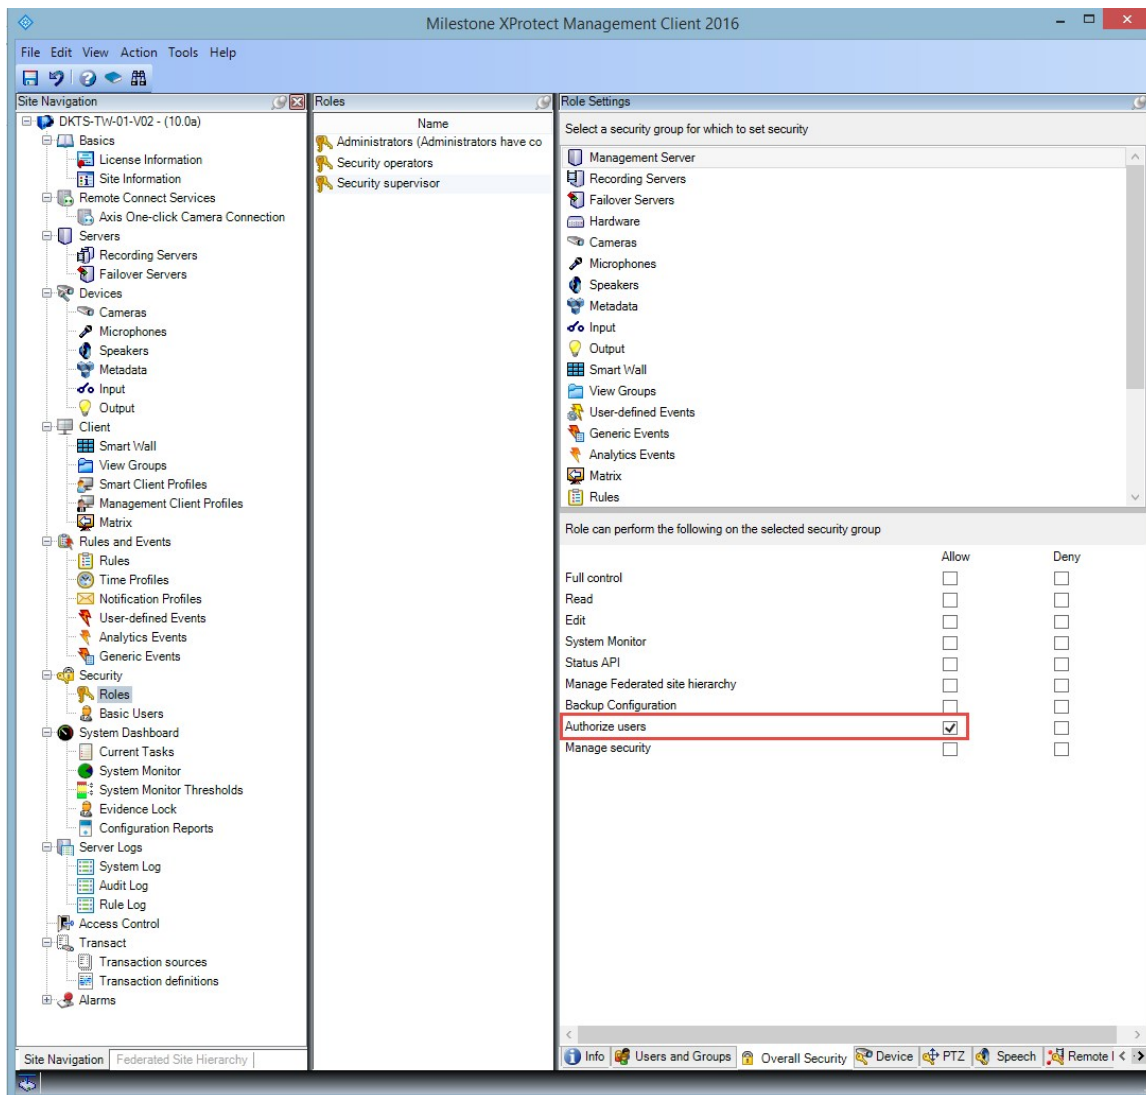 Milestone XProtect Management Client 2016
File Edit View Action Tools Help
Site Navigation
DKTS-TW-01-V02 - (10.0a)
Basics
License Information
Site Information
Remote Connect Services
Axis One-click Camera Connection
Servers
Recording Servers
Failover Servers
Devices
Cameras
Microphones
Speakers
Metadata
Input
Output
Client
Smart Wall
View Groups
Smart Client Profiles
Management Client Profiles
Matrix
Rules and Events
Rules
Time Profiles
Notification Profiles
User-defined Events
Analytics Events
Generic Events
Security
Roles
Basic Users
System Dashboard
Current Tasks
System Monitor
System Monitor Thresholds
Evidence Lock
Configuration Reports
Server Logs
System Log
Audit Log
Rule Log
Access Control
Transact
Transaction sources
Transaction definitions
Alarms
Site Navigation Federated Site Hierarchy
Roles
Name
Administrators (Administrators have co
Security operators
Security supervisor
Role Settings
Select a security group for which to set security
Management Server
Recording Servers
Failover Servers
Hardware
Cameras
Microphones
Speakers
Metadata
Input
Output
Smart Wall
View Groups
User-defined Events
Generic Events
Analytics Events
Matrix
Rules
Role can perform the following on the selected security group
Allow Deny
Full control
Read
Edit
System Monitor
Status API
Manage Federated site hierarchy
Backup Configuration
Authorize users
Manage security
Info Users and Groups Overall Security Device PTZ Speech Remote